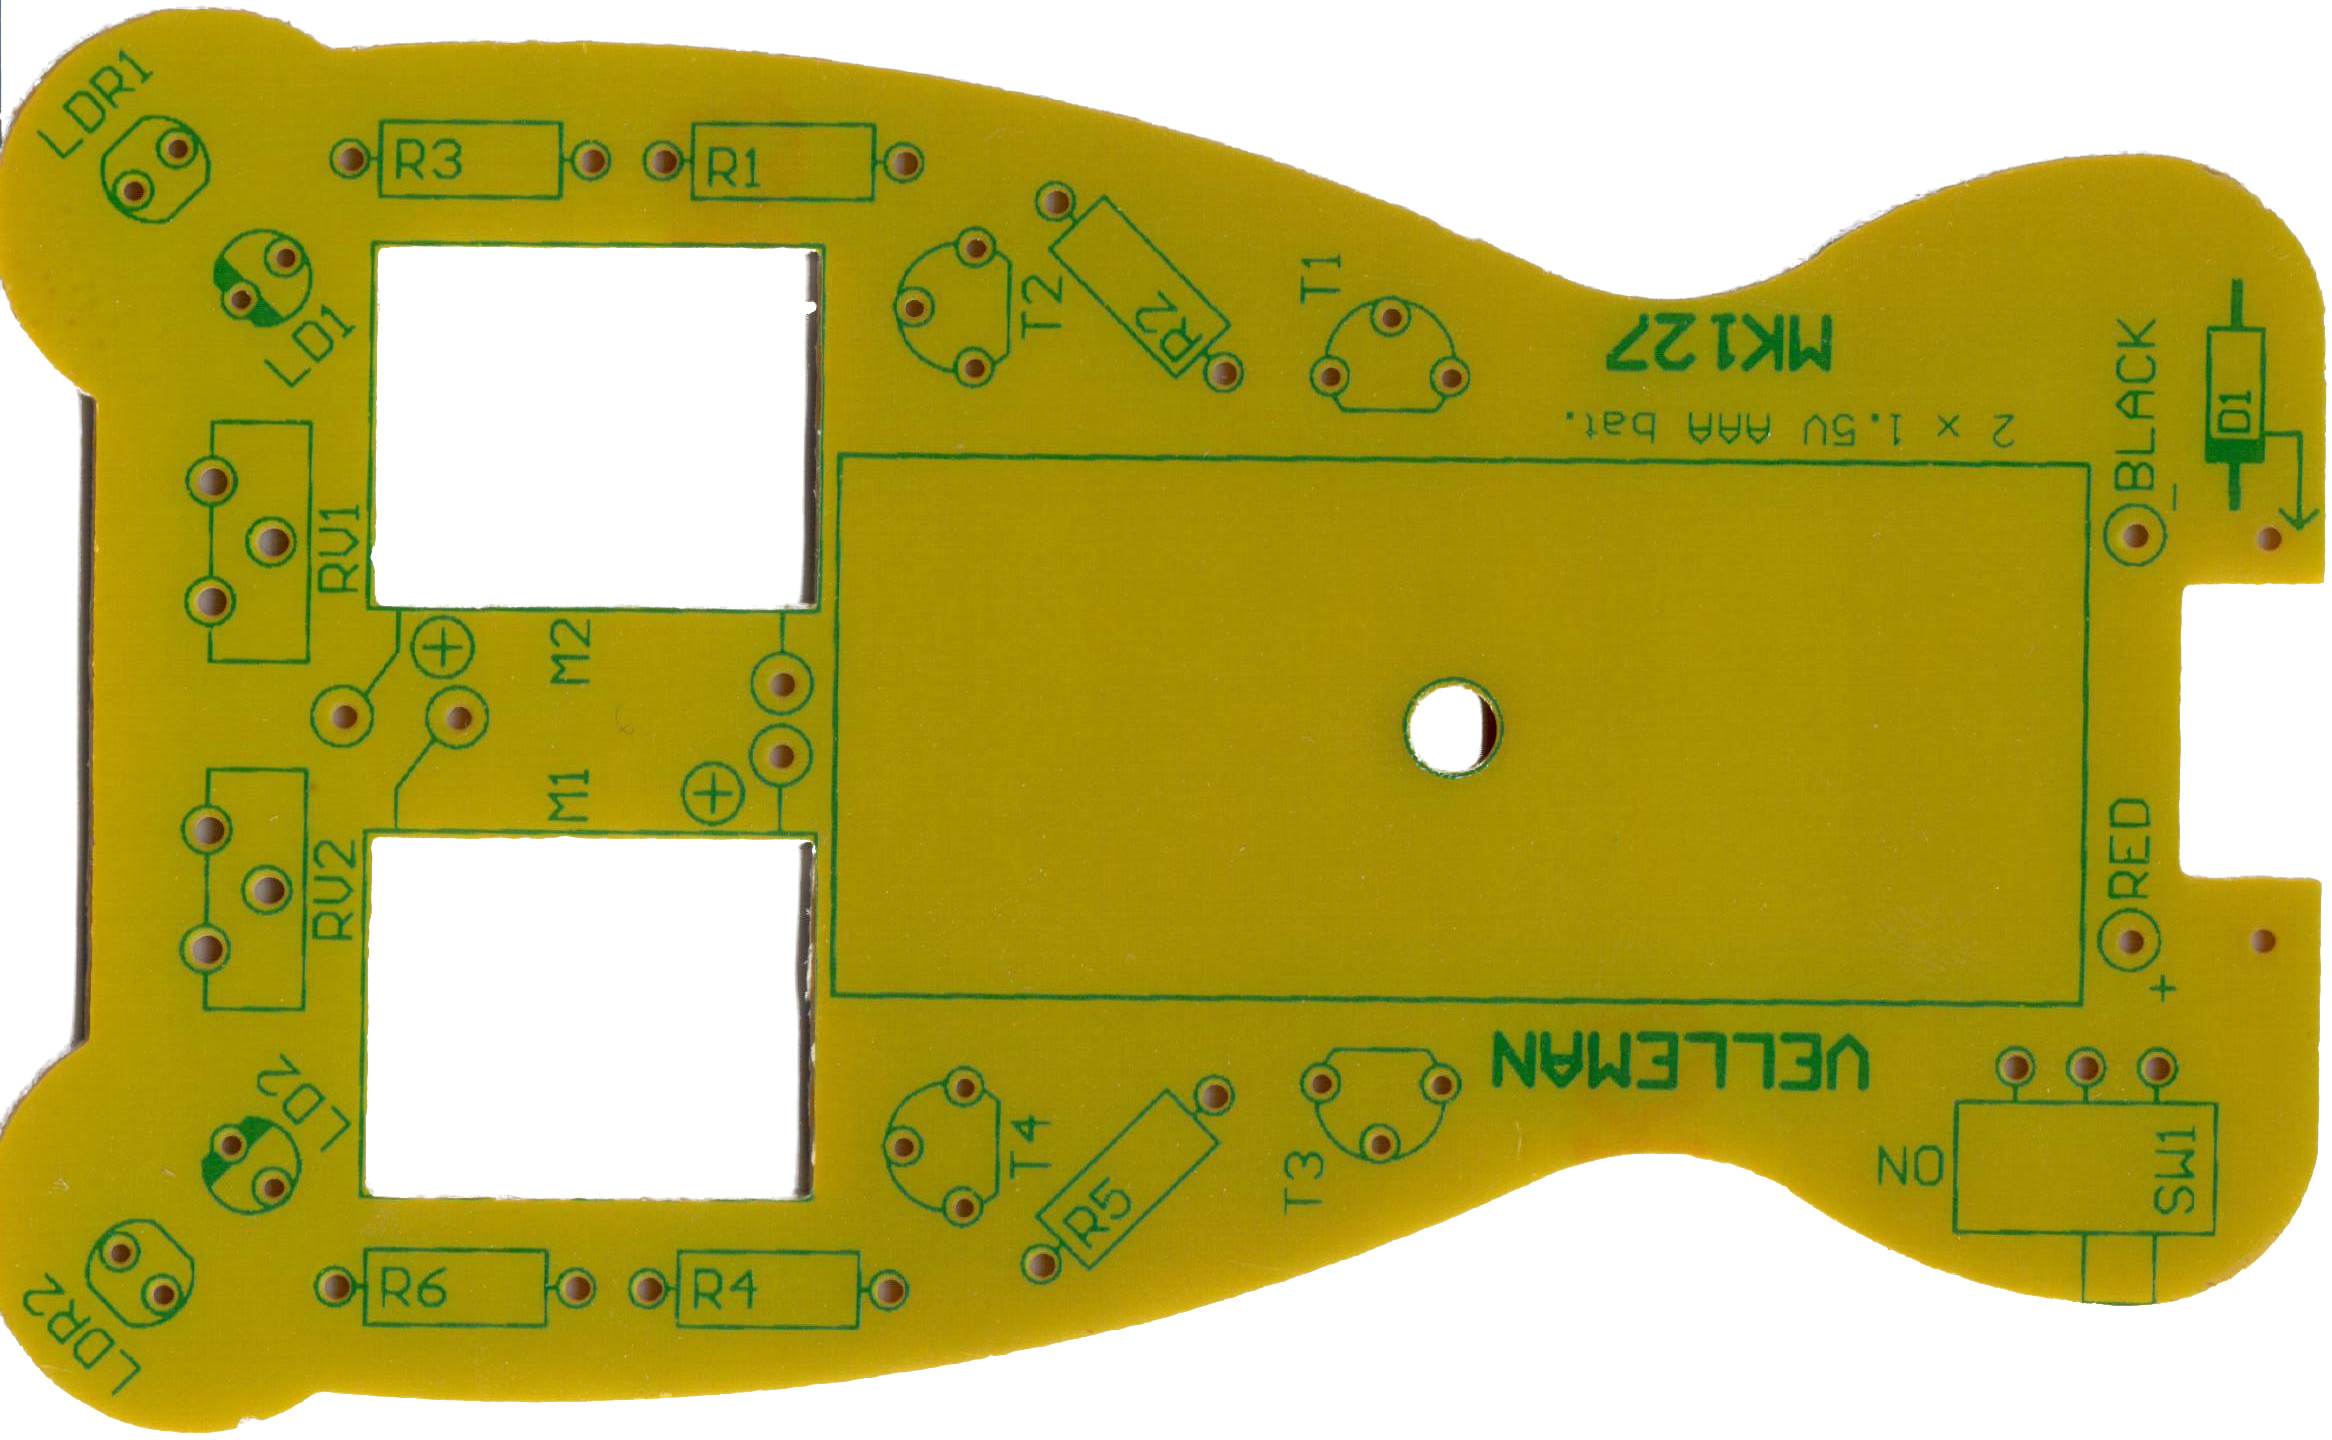 LDR1
R3
R1
LD1
T2
R2
T1
MK127
2 x 1.5V AAA bat.
BLACK
-
D1
RV1
+
M2
M1
+
RV2
RED
+
VELLEMAN
LD2
T4
R5
T3
ON
SW1
LDR2
R6
R4